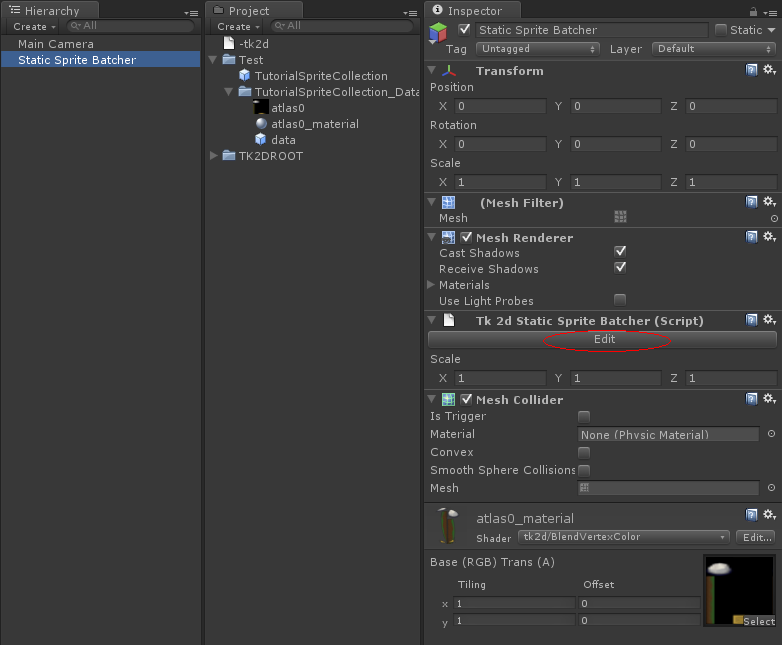 Hierarchy
Create
All
Main Camera
Static Sprite Batcher
Project
Create
All
-tk2d
Test
TutorialSpriteCollection
TutorialSpriteCollection_Data
atlas0
atlas0_material
data
TK2DROOT
Inspector
Static Sprite Batcher Static
Tag Untagged Layer Default
Transform
Position
X 0 Y 0 Z 0
Rotation
X 0 Y 0 Z 0
Scale
X 1 Y 1 Z 1
(Mesh Filter)
Mesh
Mesh Renderer
Cast Shadows
Receive Shadows
Materials
Use Light Probes
Tk 2d Static Sprite Batcher (Script)
Edit
Scale
X 1 Y 1 Z 1
Mesh Collider
Is Trigger
Material None (Physic Material)
Convex
Smooth Sphere Collisions
Mesh
atlas0_material
Shader tk2d/BlendVertexColor Edit...
Base (RGB) Trans (A)
Tiling Offset
x 1 0
y 1 0
Select